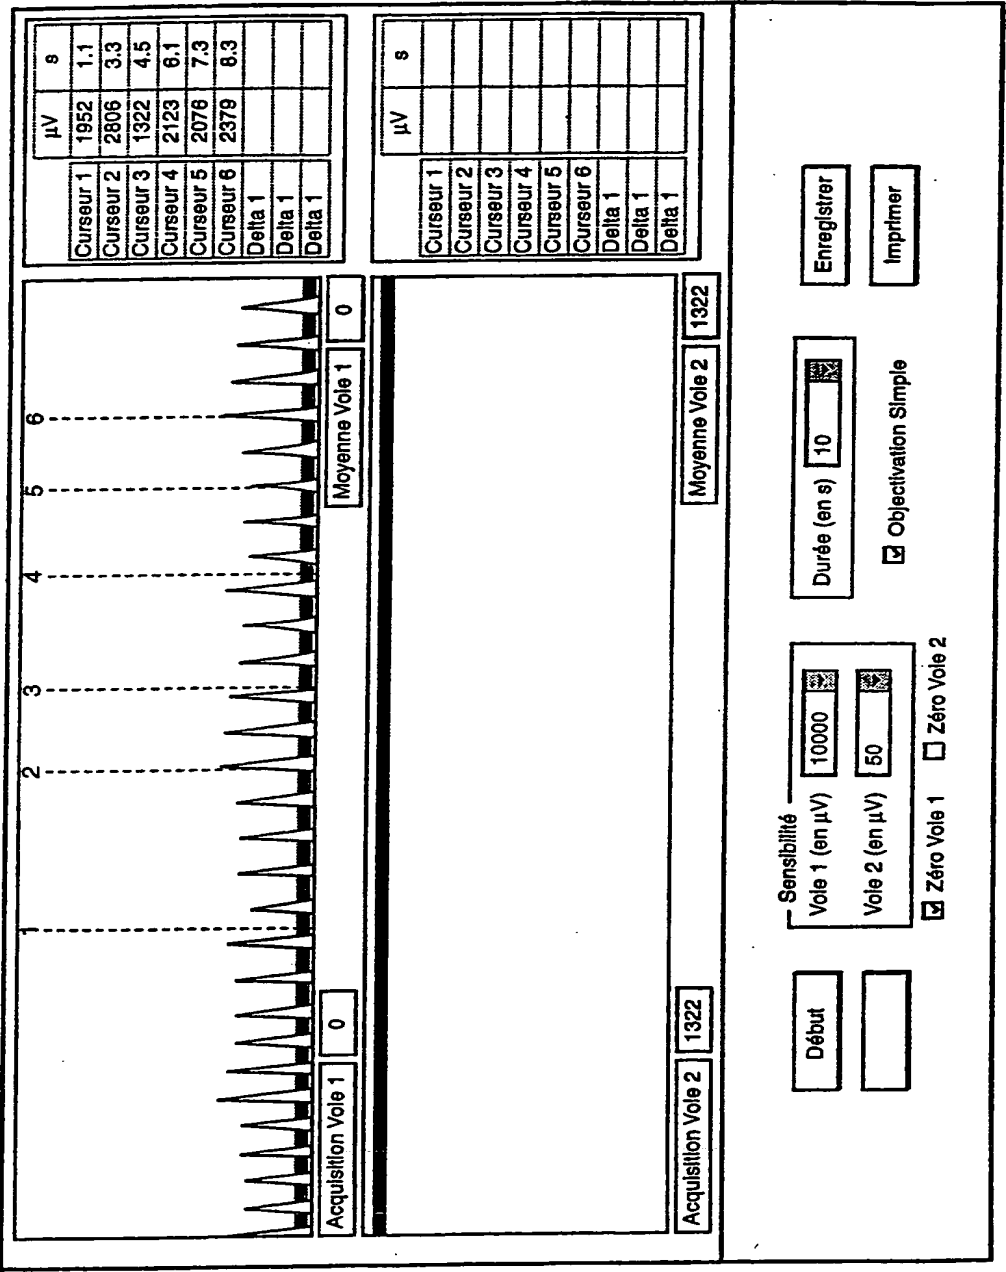 1
2
3
4
5
6
µV s
Curseur 1 1952 1.1
Curseur 2 2806 3.3
Curseur 3 1322 4.5
Curseur 4 2123 6.1
Curseur 5 2076 7.3
Curseur 6 2379 8.3
Delta 1
Delta 1
Delta 1
Acquisition Voie 1 0
Moyenne Voie 1 0
µV s
Curseur 1
Curseur 2
Curseur 3
Curseur 4
Curseur 5
Curseur 6
Delta 1
Delta 1
Delta 1
Acquisition Voie 2 1322
Moyenne Voie 2 1322
Début
Sensibilité
Voie 1 (en µV) 10000
Voie 2 (en µV) 50
Zéro Voie 1
Zéro Voie 2
Durée (en s) 10
Objectivation Simple
Enregistrer
Imprimer